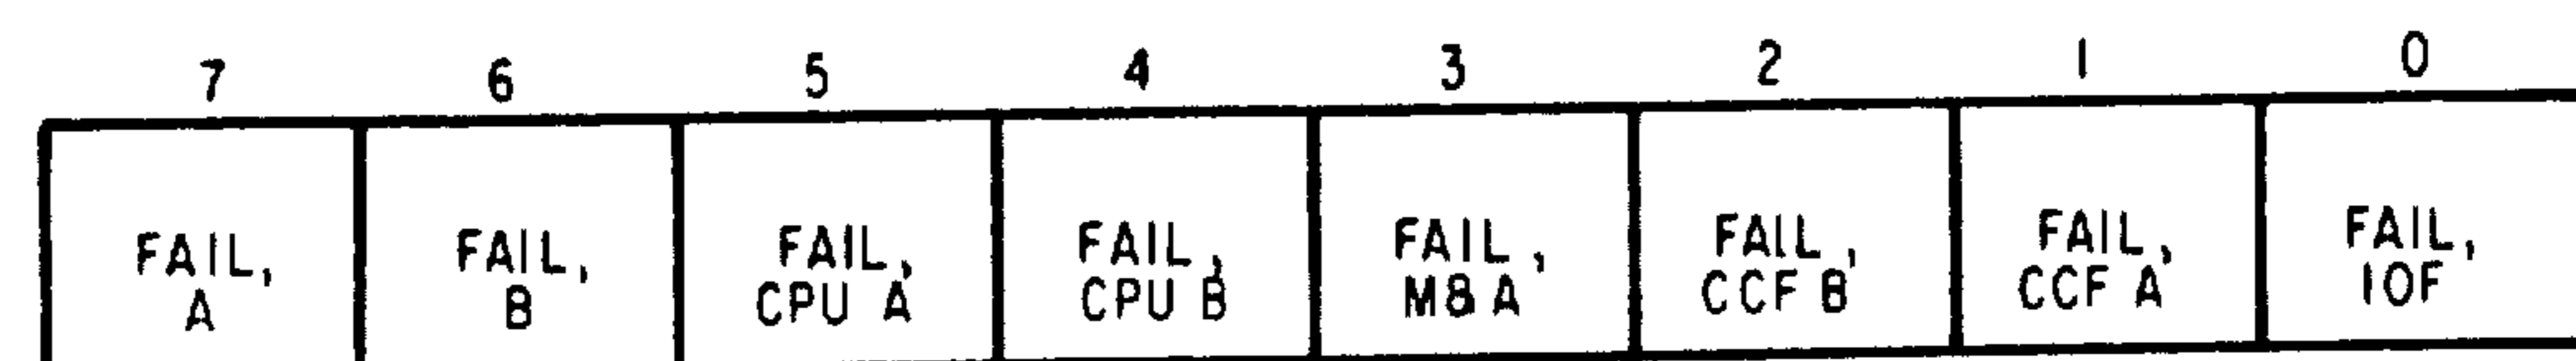 7 6 5 4 3 2 1 0
FAIL, FAIL, FAIL, FAIL, FAIL, FAIL, FAIL, FAIL,
A B CPU A CPU B M8 A CCF B CCF A IOF